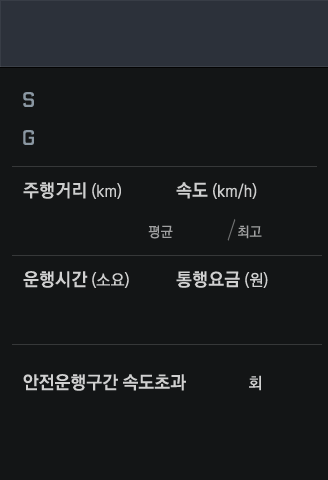 S
G
주행거리 (km) 속도 (km/h)
평균 / 최고
운행시간 (소요) 통행요금 (원)
안전운행구간 속도초과 회